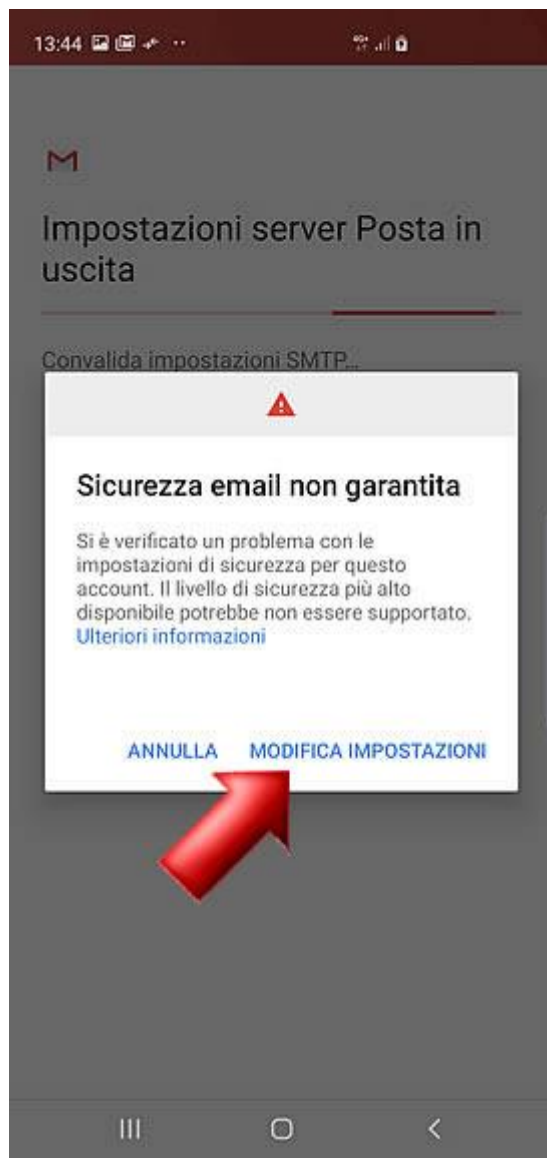 13:44
Impostazioni server Posta in
uscita
Convalida impostazioni SMTP...
Sicurezza email non garantita
Si è verificato un problema con le
impostazioni di sicurezza per questo
account. Il livello di sicurezza più alto
disponibile potrebbe non essere supportato.
Ulteriori informazioni
ANNULLA MODIFICA IMPOSTAZIONI